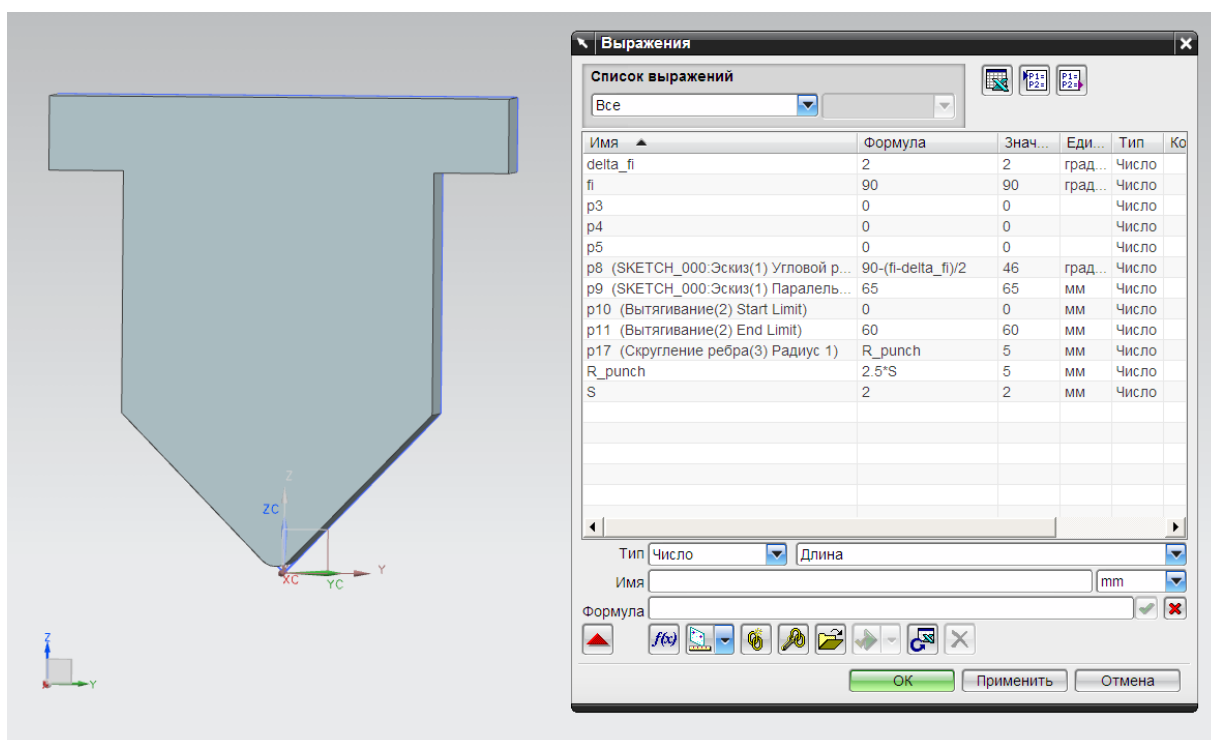 Выражения
Список выражений
Все
P1= P2=
P1= P2=
Имя Формула Знач... Еди... Тип Ко
delta_fi 2 2 град... Число
fi 90 90 град... Число
p3 0 0 Число
p4 0 0 Число
p5 0 0 Число
p8 (SKETCH_000:Эскиз(1) Угловой р... 90-(fi-delta_fi)/2 46 град... Число
p9 (SKETCH_000:Эскиз(1) Паралель... 65 65 мм Число
p10 (Вытягивание(2) Start Limit) 0 0 мм Число
p11 (Вытягивание(2) End Limit) 60 60 мм Число
p17 (Скругление ребра(3) Радиус 1) R_punch 5 мм Число
R_punch 2.5*S 5 мм Число
S 2 2 мм Число
Тип Число Длина
Имя mm
Формула
f(x)
ОК Применить Отмена
Z
ZC
XC YC Y
Z
Y